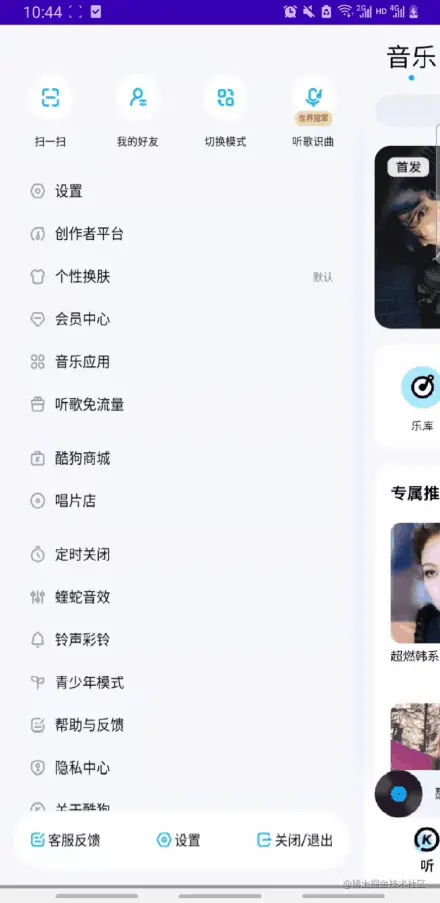 10:44
2G
HD
4G
音乐
扫一扫
我的好友
切换模式
世界冠军
听歌识曲
首发
设置
创作者平台
个性换肤
默认
会员中心
音乐应用
听歌免流量
乐库
酷狗商城
唱片店
专属推
定时关闭
蝰蛇音效
铃声彩铃
青少年模式
超燃韩系
帮助与反馈
隐私中心
关于酷狗
客服反馈
设置
关闭/退出
听
@稀土掘金技术社区